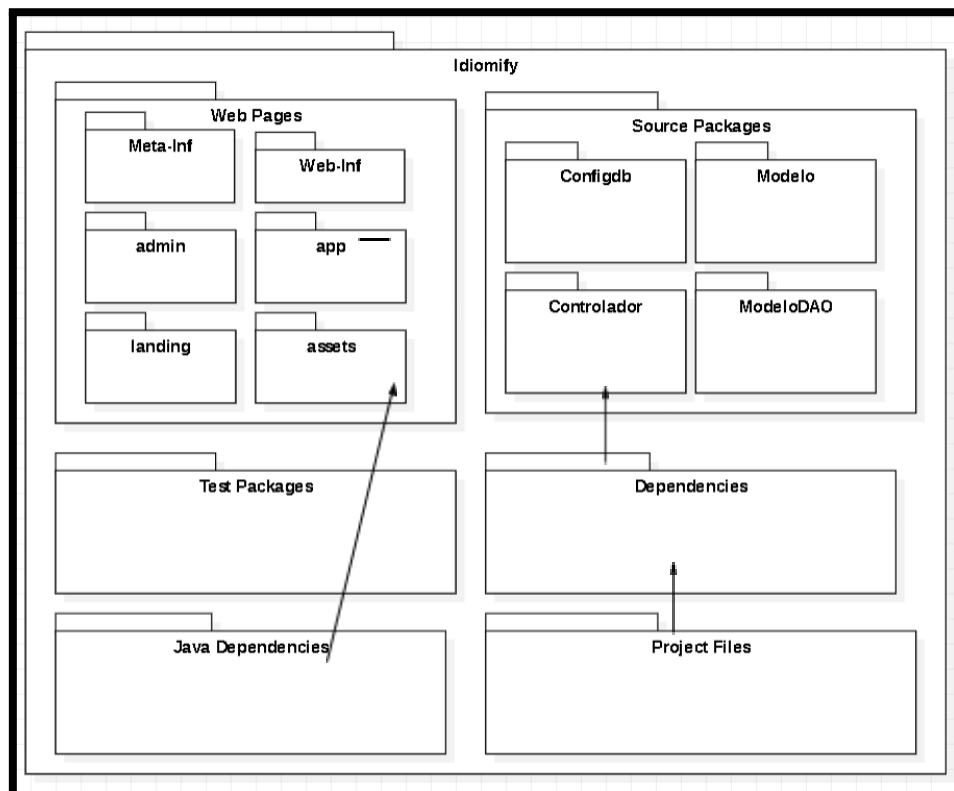 Idiomify
Web Pages
Meta-Inf
Web-Inf
admin
app
landing
assets
Source Packages
Configdb
Modelo
Controlador
ModeloDAO
Test Packages
Dependencies
Java Dependencies
Project Files